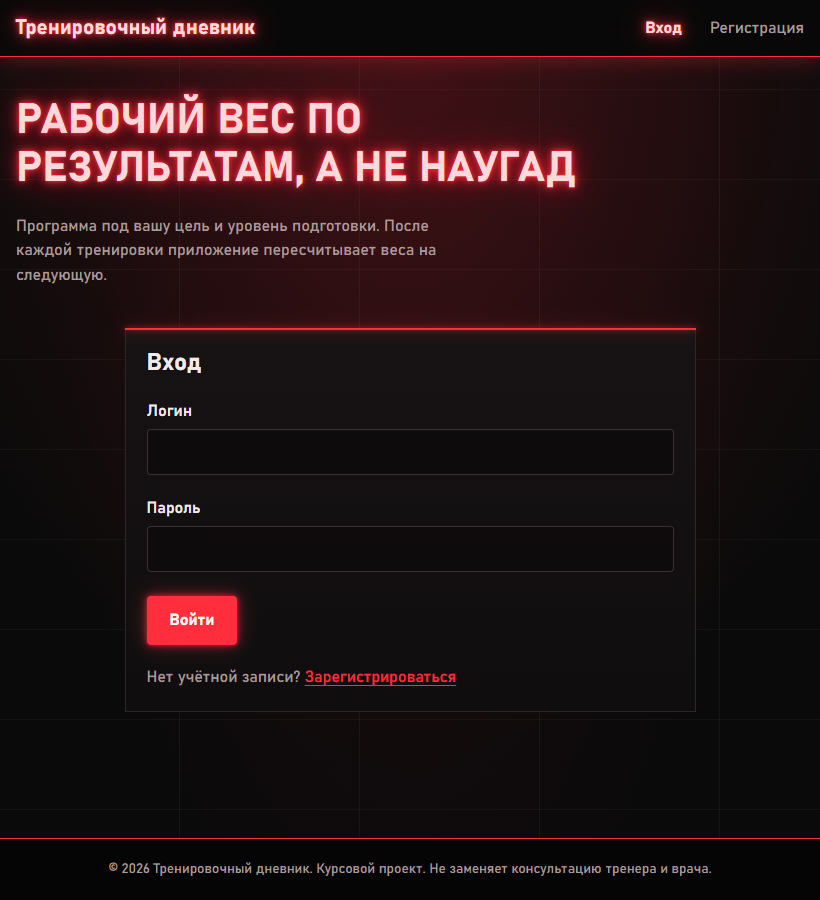 Тренировочный дневник
Вход
Регистрация
РАБОЧИЙ ВЕС ПО
РЕЗУЛЬТАТАМ, А НЕ НАУГАД
Программа под вашу цель и уровень подготовки. После
каждой тренировки приложение пересчитывает веса на
следующую.
Вход
Логин
Пароль
Войти
Нет учётной записи? Зарегистрироваться
© 2026 Тренировочный дневник. Курсовой проект. Не заменяет консультацию тренера и врача.